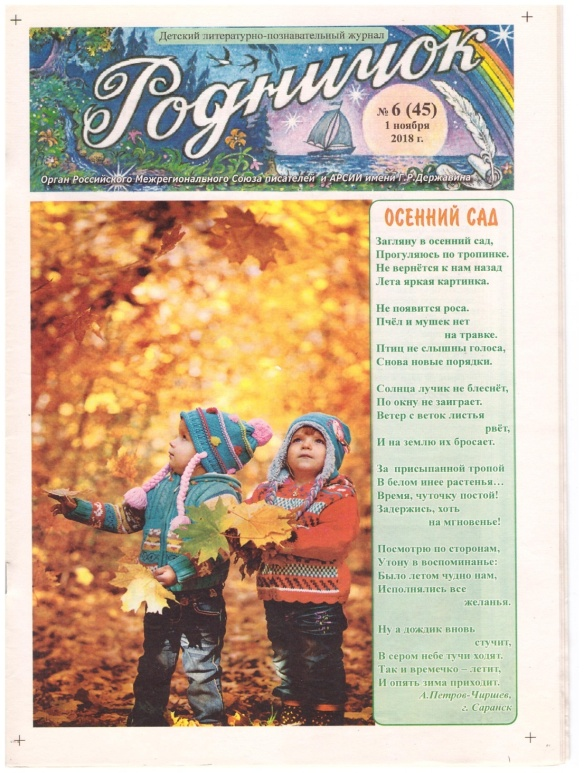 Детский литературно-познавательный журнал
Родничок
№ 6 (45)
1 ноября
2018 г.
Орган Российского Межрегионального Союза писателей и АРСИИ имени Г.Р.Державина
ОСЕННИЙ САД
Загляну в осенний сад,
Прогуляюсь по тропинке.
Не вернётся к нам назад
Лета яркая картинка.
Не появится роса.
Пчёл и мушек нет
на травке.
Птиц не слышны голоса,
Снова новые порядки.
Солнца лучик не блеснёт,
По окну не заиграет.
Ветер с веток листья
рвёт,
И на землю их бросает.
За присыпанной тропой
В белом инее растенья…
Время, чуточку постой!
Задержись, хоть
на мгновенье!
Посмотрю по сторонам,
Утону в воспоминанье:
Было летом чудно нам,
Исполнялись все
желанья.
Ну а дождик вновь
стучит,
В сером небе тучи ходят.
Так и времечко – летит,
И опять зима приходит.
А.Петров-Чиршев,
г. Саранск